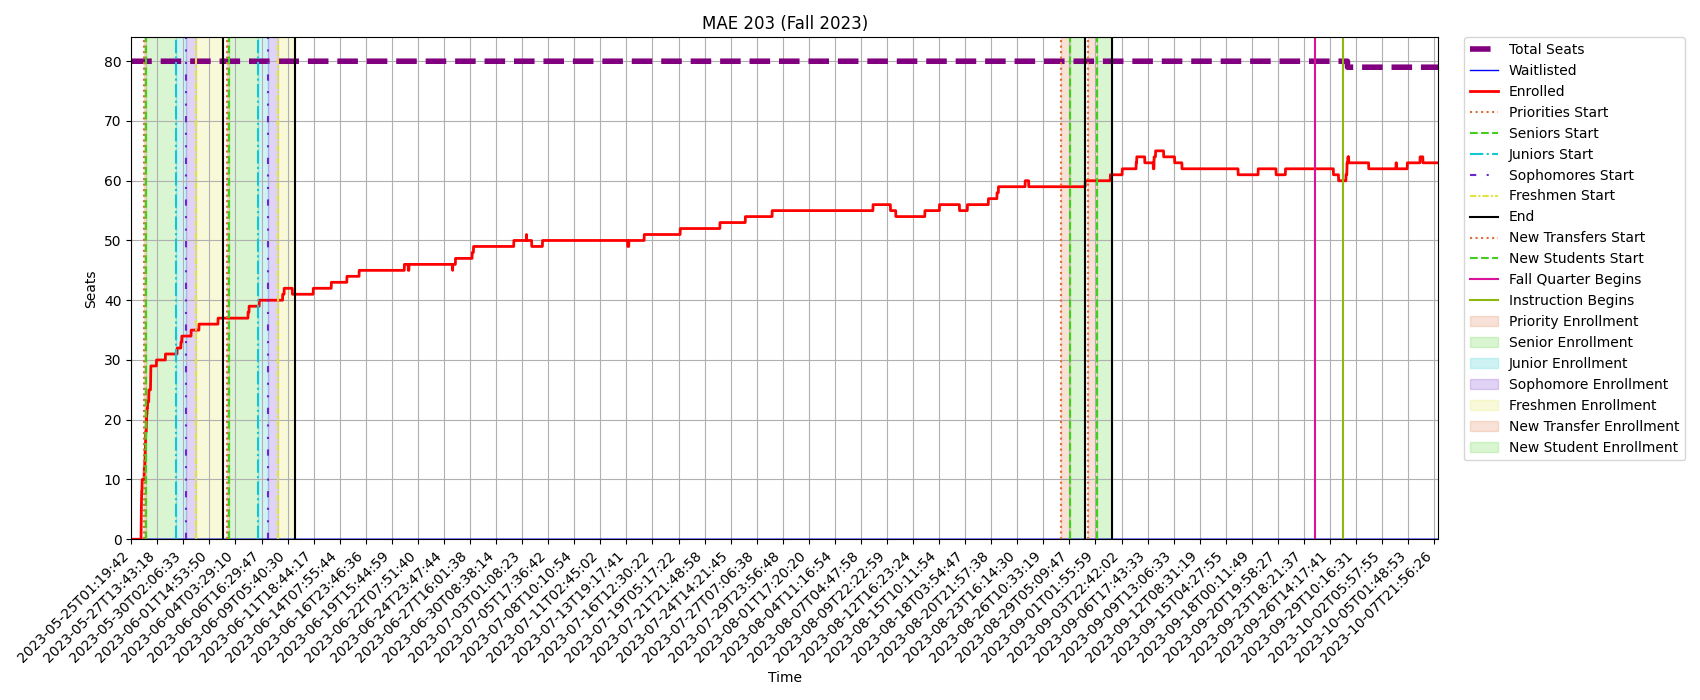 MAE 203 (Fall 2023)
Seats
80
70
60
50
40
30
20
10
0
2023-05-25T01:19:42
2023-05-27T13:43:18
2023-05-30T02:06:33
2023-06-01T14:53:50
2023-06-04T03:29:16
2023-06-06T16:29:47
2023-06-09T05:40:30
2023-06-11T18:44:17
2023-06-14T07:55:44
2023-06-16T23:46:36
2023-06-19T15:44:59
2023-06-22T07:51:40
2023-06-24T23:47:44
2023-06-27T16:01:38
2023-06-30T08:38:14
2023-07-03T01:08:23
2023-07-05T17:36:42
2023-07-08T10:10:54
2023-07-11T02:45:02
2023-07-13T19:17:41
2023-07-16T12:30:22
2023-07-19T05:17:22
2023-07-21T21:48:58
2023-07-24T14:21:45
2023-07-27T07:06:38
2023-07-29T23:56:48
2023-08-01T17:20:20
2023-08-04T11:16:54
2023-08-07T04:47:58
2023-08-09T22:22:59
2023-08-12T16:23:24
2023-08-15T10:11:54
2023-08-18T03:54:47
2023-08-20T21:57:38
2023-08-23T16:14:30
2023-08-26T10:33:19
2023-08-29T05:09:47
2023-09-01T01:55:59
2023-09-03T22:42:02
2023-09-06T17:43:33
2023-09-09T13:06:33
2023-09-12T08:31:19
2023-09-15T04:27:55
2023-09-18T00:11:49
2023-09-20T19:58:27
2023-09-23T18:21:37
2023-09-26T14:17:41
2023-09-29T10:16:31
2023-10-02T05:57:55
2023-10-05T01:48:53
2023-10-07T21:56:26
Time
Total Seats
Waitlisted
Enrolled
Priorities Start
Seniors Start
Juniors Start
Sophomores Start
Freshmen Start
End
New Transfers Start
New Students Start
Fall Quarter Begins
Instruction Begins
Priority Enrollment
Senior Enrollment
Junior Enrollment
Sophomore Enrollment
Freshmen Enrollment
New Transfer Enrollment
New Student Enrollment